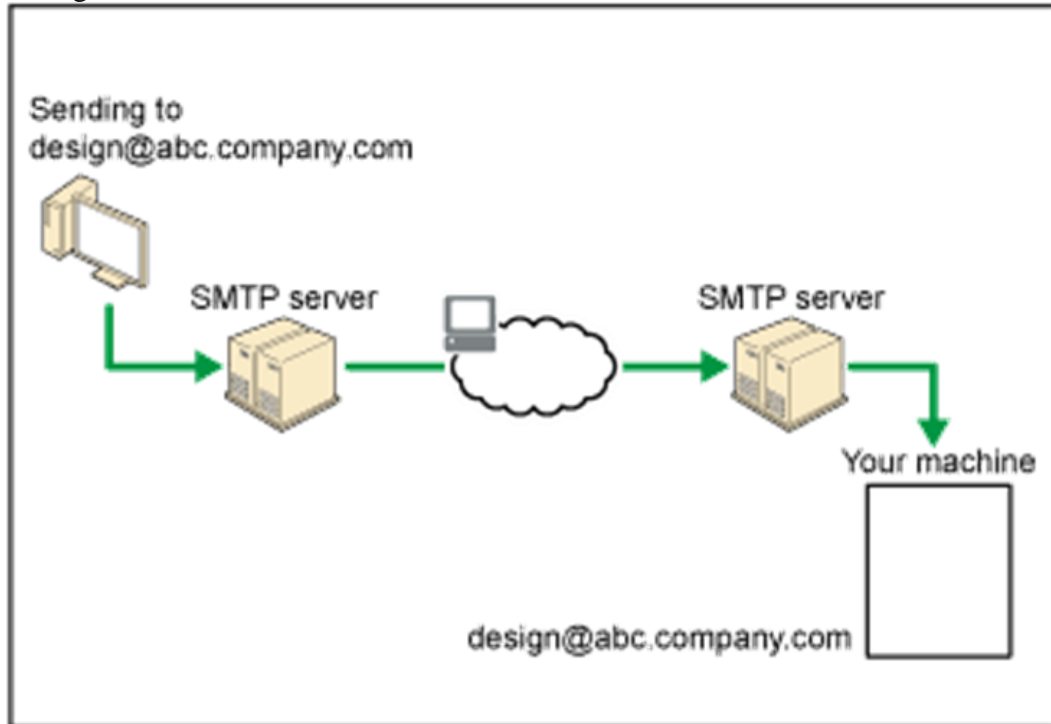 Sending to
design@abc.company.com
SMTP server
SMTP server
Your machine
design@abc.company.com